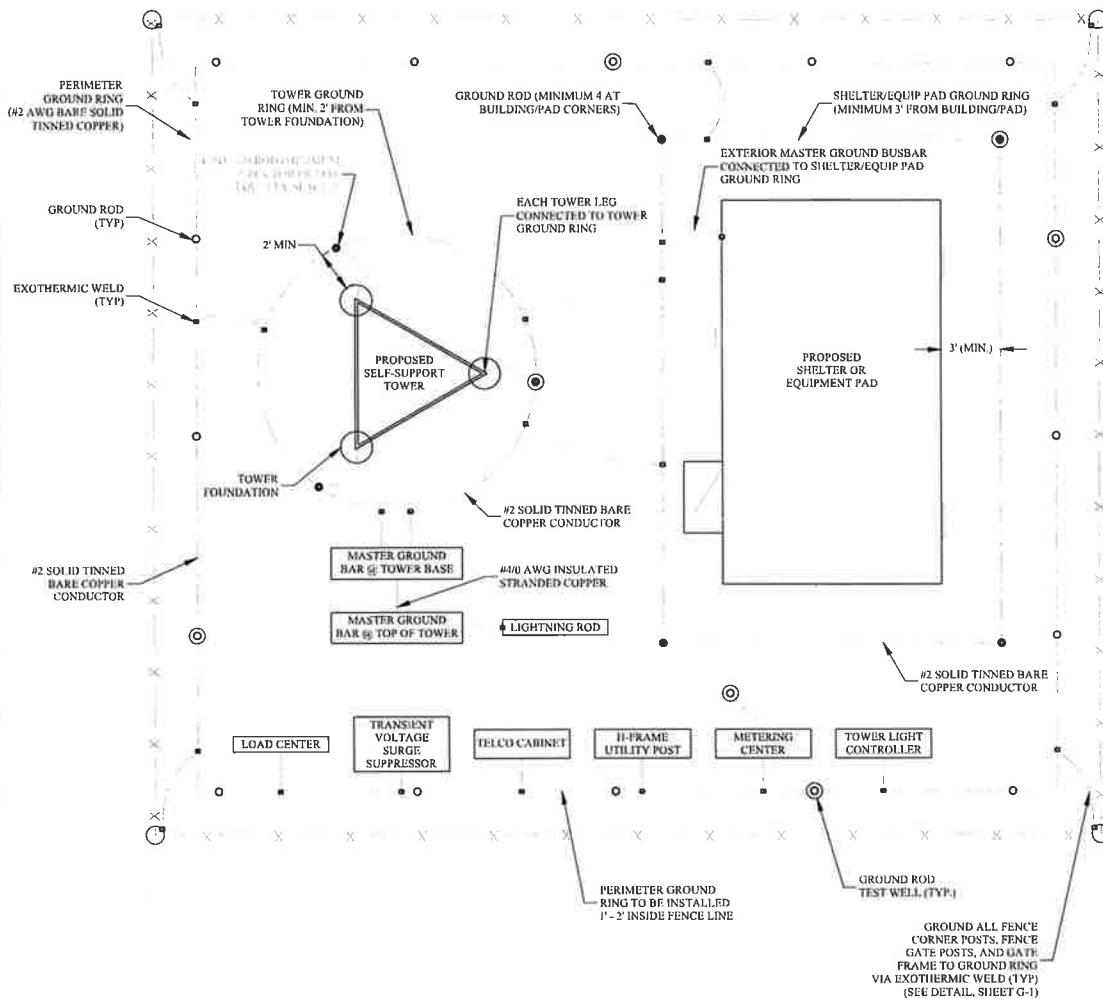 PERIMETER
GROUND RING
(#2 AWG BARE SOLID
TINNED COPPER)
TOWER GROUND
RING (MIN. 2' FROM
TOWER FOUNDATION)
GROUND ROD (MINIMUM 4 AT
BUILDING/PAD CORNERS)
SHELTER/EQUIP PAD GROUND RING
(MINIMUM 3' FROM BUILDING/PAD)
EXTERIOR MASTER GROUND BUSBAR
CONNECTED TO SHELTER/EQUIP PAD
GROUND RING
GROUND ROD
(TYP)
2' MIN
EACH TOWER LEG
CONNECTED TO TOWER
GROUND RING
EXOTHERMIC WELD
(TYP)
PROPOSED
SELF-SUPPORT
TOWER
PROPOSED
SHELTER OR
EQUIPMENT PAD
3' (MIN.)
TOWER
FOUNDATION
#2 SOLID TINNED BARE
COPPER CONDUCTOR
#2 SOLID TINNED
BARE COPPER
CONDUCTOR
MASTER GROUND
BAR @ TOWER BASE
#4/0 AWG INSULATED
STRANDED COPPER
MASTER GROUND
BAR @ TOP OF TOWER
LIGHTNING ROD
#2 SOLID TINNED BARE
COPPER CONDUCTOR
LOAD CENTER
TRANSIENT
VOLTAGE
SURGE
SUPPRESSOR
TELCO CABINET
H-FRAME
UTILITY POST
METERING
CENTER
TOWER LIGHT
CONTROLLER
PERIMETER GROUND
RING TO BE INSTALLED
1' - 2' INSIDE FENCE LINE
GROUND ROD
TEST WELL (TYP.)
GROUND ALL FENCE
CORNER POSTS, FENCE
GATE POSTS, AND GATE
FRAME TO GROUND RING
VIA EXOTHERMIC WELD (TYP)
(SEE DETAIL, SHEET G-1)